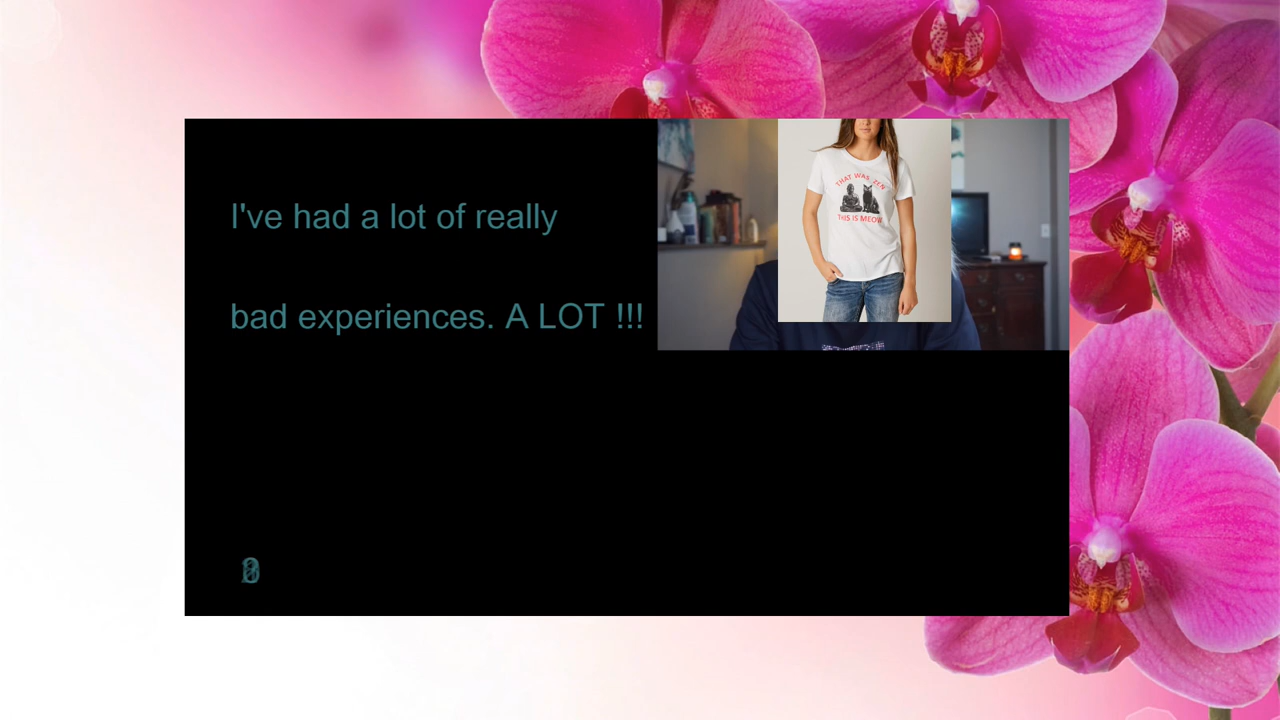 I've had a lot of really
bad experiences. A LOT !!!
THAT WAS ZEN
THIS IS MEOW